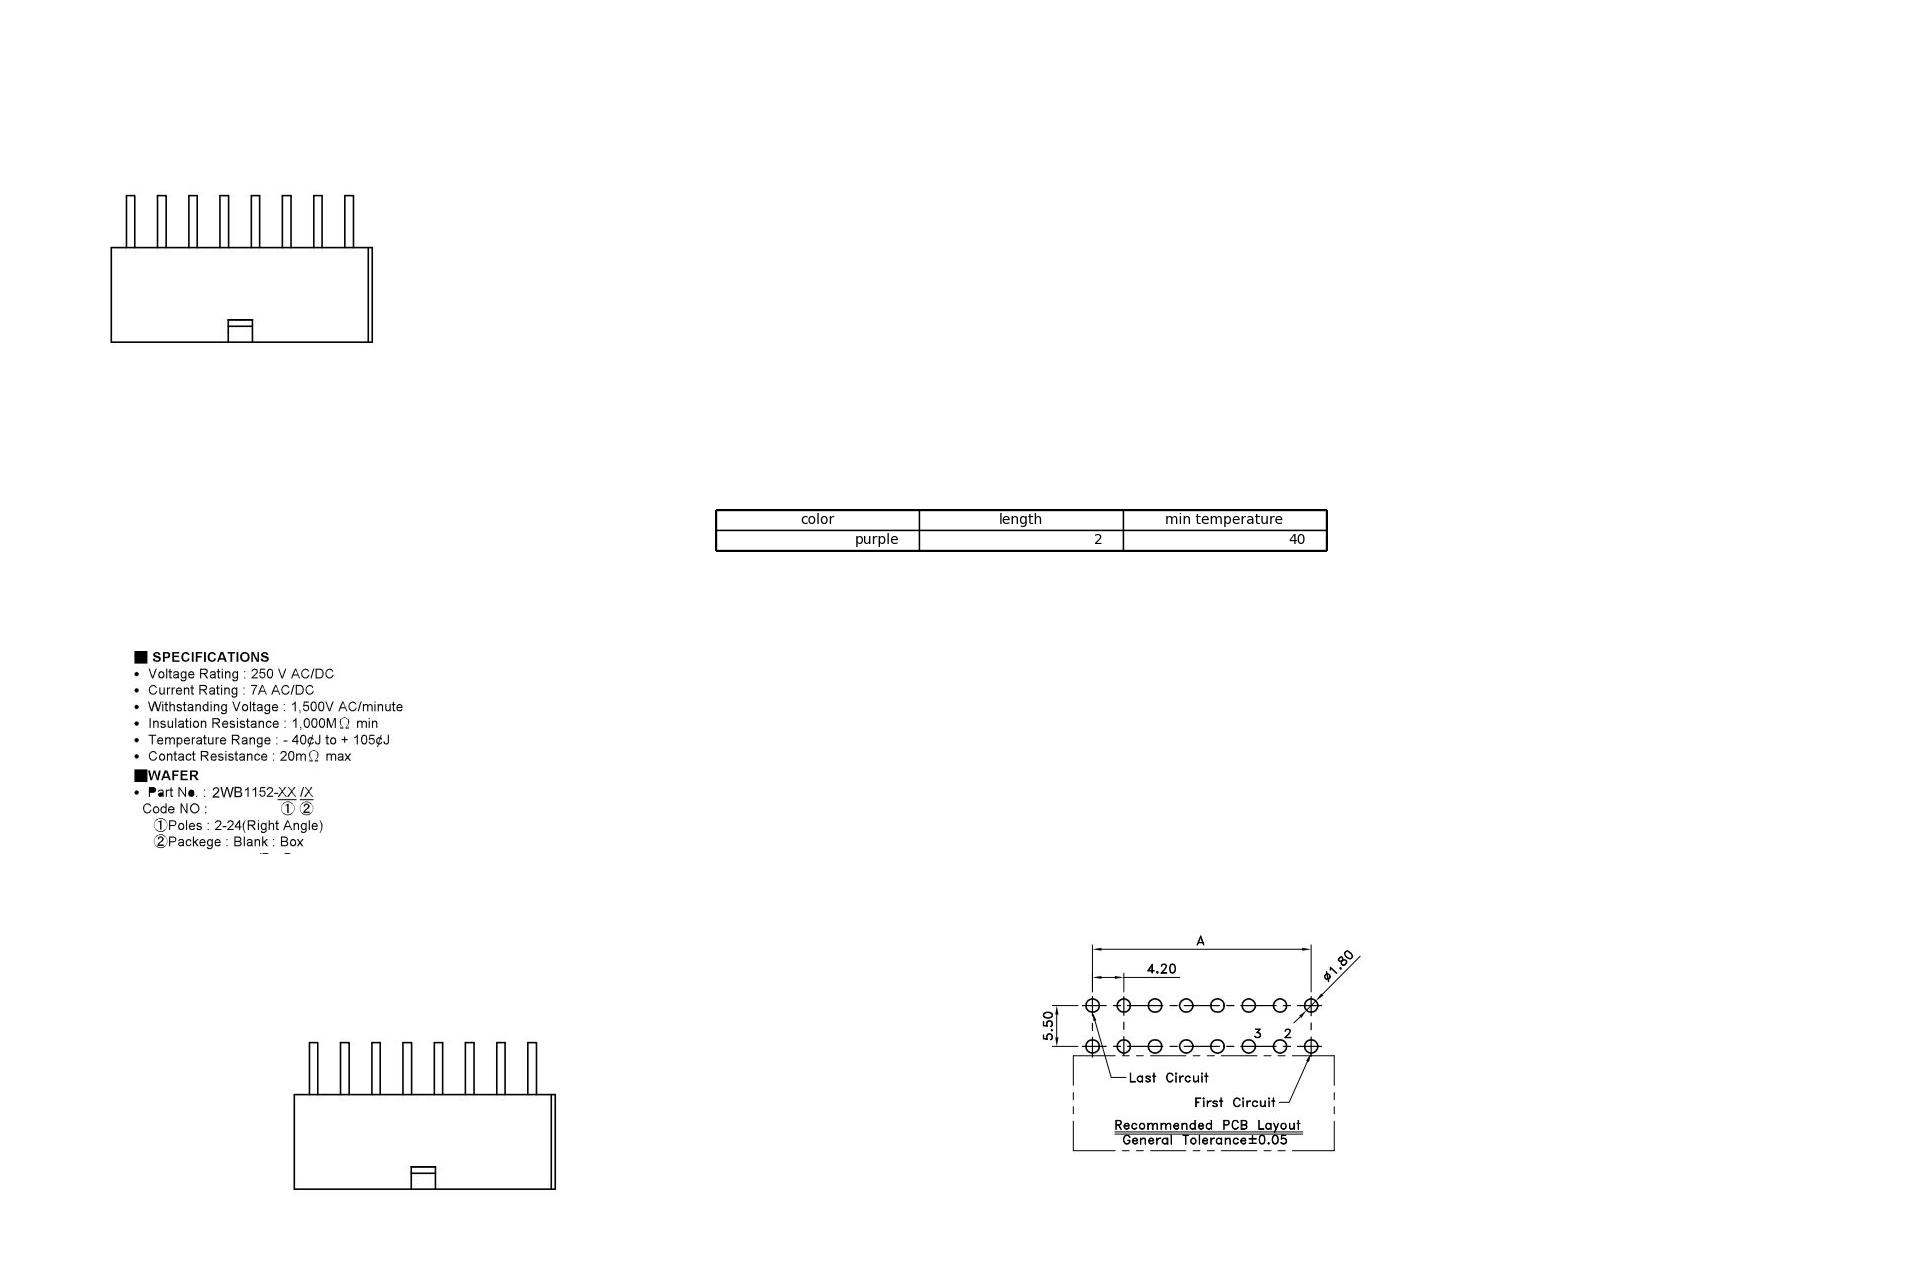 color length min temperature
purple 2 40
■ SPECIFICATIONS
• Voltage Rating : 250 V AC/DC
• Current Rating : 7A AC/DC
• Withstanding Voltage : 1,500V AC/minute
• Insulation Resistance : 1,000MΩ min
• Temperature Range : - 40¢J to + 105¢J
• Contact Resistance : 20mΩ max
■WAFER
• Part No. : 2WB1152-XX /X
Code NO : ① ②
①Poles : 2-24(Right Angle)
②Packege : Blank : Box
A
4.20
ø1.80
5.50
3 2
Last Circuit
First Circuit
Recommended PCB Layout
General Tolerance±0.05